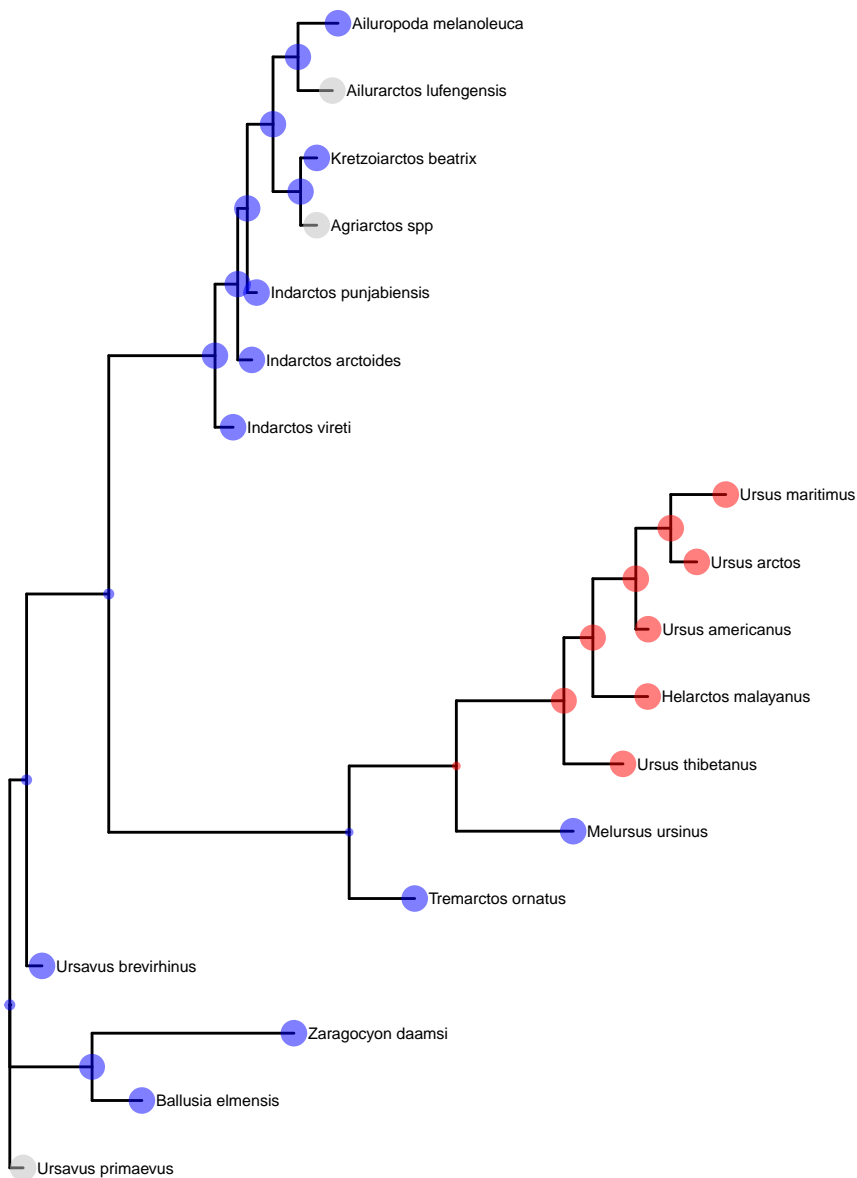 Ailuropoda melanoleuca
Ailurarctos lufengensis
Kretzoiarctos beatrix
Agriarctos spp
Indarctos punjabiensis
Indarctos arctoides
Indarctos vireti
Ursus maritimus
Ursus arctos
Ursus americanus
Helarctos malayanus
Ursus thibetanus
Melursus ursinus
Tremarctos ornatus
Ursavus brevirhinus
Zaragocyon daamsi
Ballusia elmensis
Ursavus primaevus